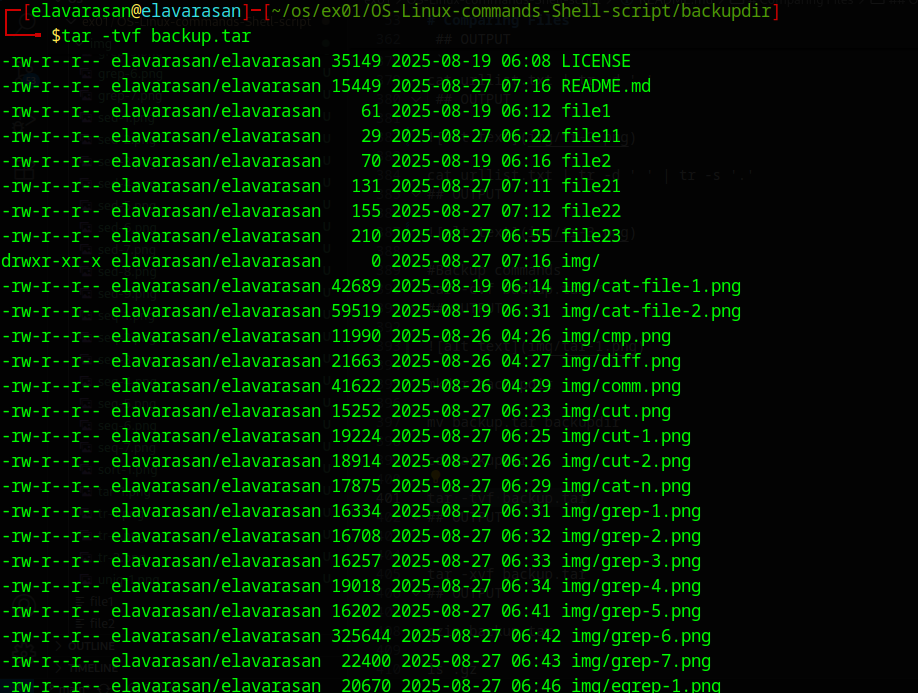 ┌─[elavarasan@elavarasan]─[~/os/ex01/OS-Linux-commands-Shell-script/backupdir]
└──╼ $tar -tvf backup.tar
-rw-r--r-- elavarasan/elavarasan 35149 2025-08-19 06:08 LICENSE
-rw-r--r-- elavarasan/elavarasan 15449 2025-08-27 07:16 README.md
-rw-r--r-- elavarasan/elavarasan    61 2025-08-19 06:12 file1
-rw-r--r-- elavarasan/elavarasan    29 2025-08-27 06:22 file11
-rw-r--r-- elavarasan/elavarasan    70 2025-08-19 06:16 file2
-rw-r--r-- elavarasan/elavarasan   131 2025-08-27 07:11 file21
-rw-r--r-- elavarasan/elavarasan   155 2025-08-27 07:12 file22
-rw-r--r-- elavarasan/elavarasan   210 2025-08-27 06:55 file23
drwxr-xr-x elavarasan/elavarasan     0 2025-08-27 07:16 img/
-rw-r--r-- elavarasan/elavarasan 42689 2025-08-19 06:14 img/cat-file-1.png
-rw-r--r-- elavarasan/elavarasan 59519 2025-08-19 06:31 img/cat-file-2.png
-rw-r--r-- elavarasan/elavarasan 11990 2025-08-26 04:26 img/cmp.png
-rw-r--r-- elavarasan/elavarasan 21663 2025-08-26 04:27 img/diff.png
-rw-r--r-- elavarasan/elavarasan 41622 2025-08-26 04:29 img/comm.png
-rw-r--r-- elavarasan/elavarasan 15252 2025-08-27 06:23 img/cut.png
-rw-r--r-- elavarasan/elavarasan 19224 2025-08-27 06:25 img/cut-1.png
-rw-r--r-- elavarasan/elavarasan 18914 2025-08-27 06:26 img/cut-2.png
-rw-r--r-- elavarasan/elavarasan 17875 2025-08-27 06:29 img/cat-n.png
-rw-r--r-- elavarasan/elavarasan 16334 2025-08-27 06:31 img/grep-1.png
-rw-r--r-- elavarasan/elavarasan 16708 2025-08-27 06:32 img/grep-2.png
-rw-r--r-- elavarasan/elavarasan 16257 2025-08-27 06:33 img/grep-3.png
-rw-r--r-- elavarasan/elavarasan 19018 2025-08-27 06:34 img/grep-4.png
-rw-r--r-- elavarasan/elavarasan 16202 2025-08-27 06:41 img/grep-5.png
-rw-r--r-- elavarasan/elavarasan 325644 2025-08-27 06:42 img/grep-6.png
-rw-r--r-- elavarasan/elavarasan  22400 2025-08-27 06:43 img/grep-7.png
-rw-r--r-- elavarasan/elavarasan  20670 2025-08-27 06:46 img/egrep-1.png